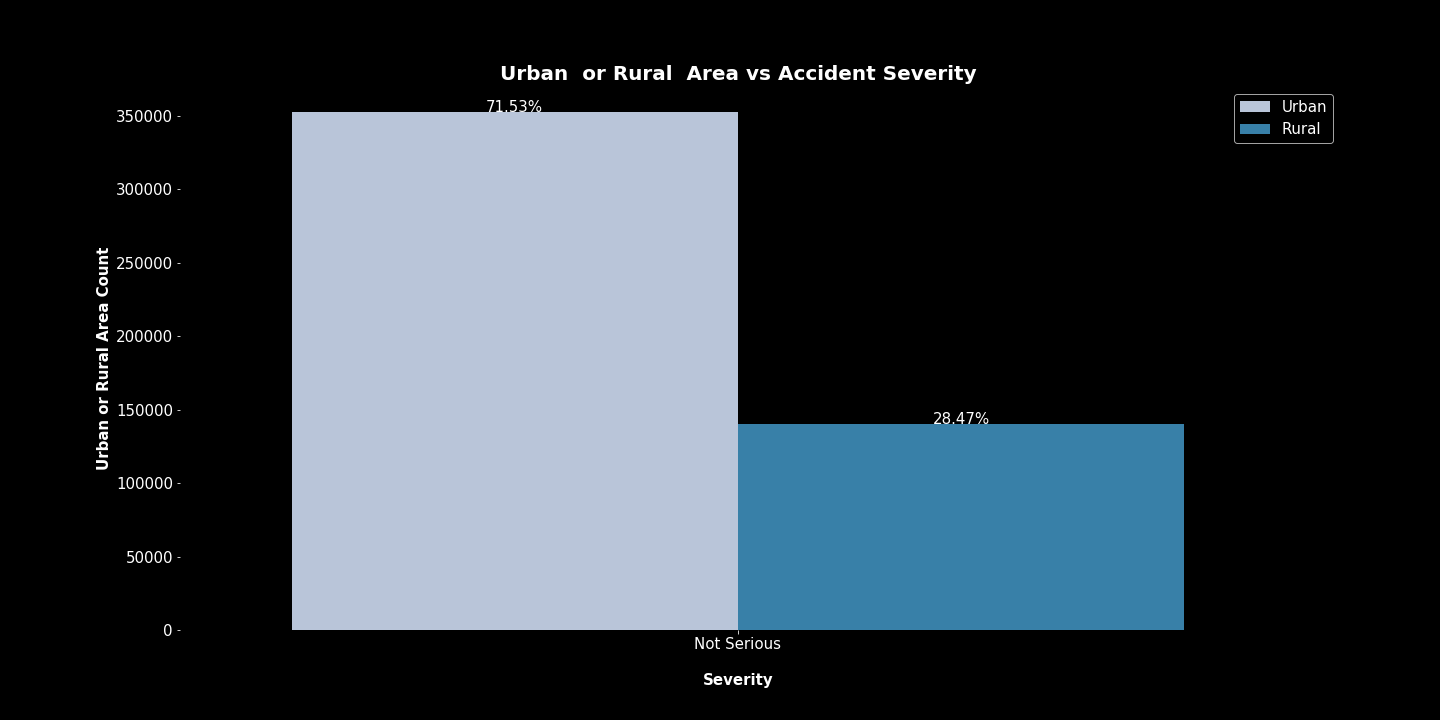 Urban  or Rural  Area vs Accident Severity
71.53%
28.47%
Urban
Rural
Urban or Rural Area Count
350000
300000
250000
200000
150000
100000
50000
0
Not Serious
Severity